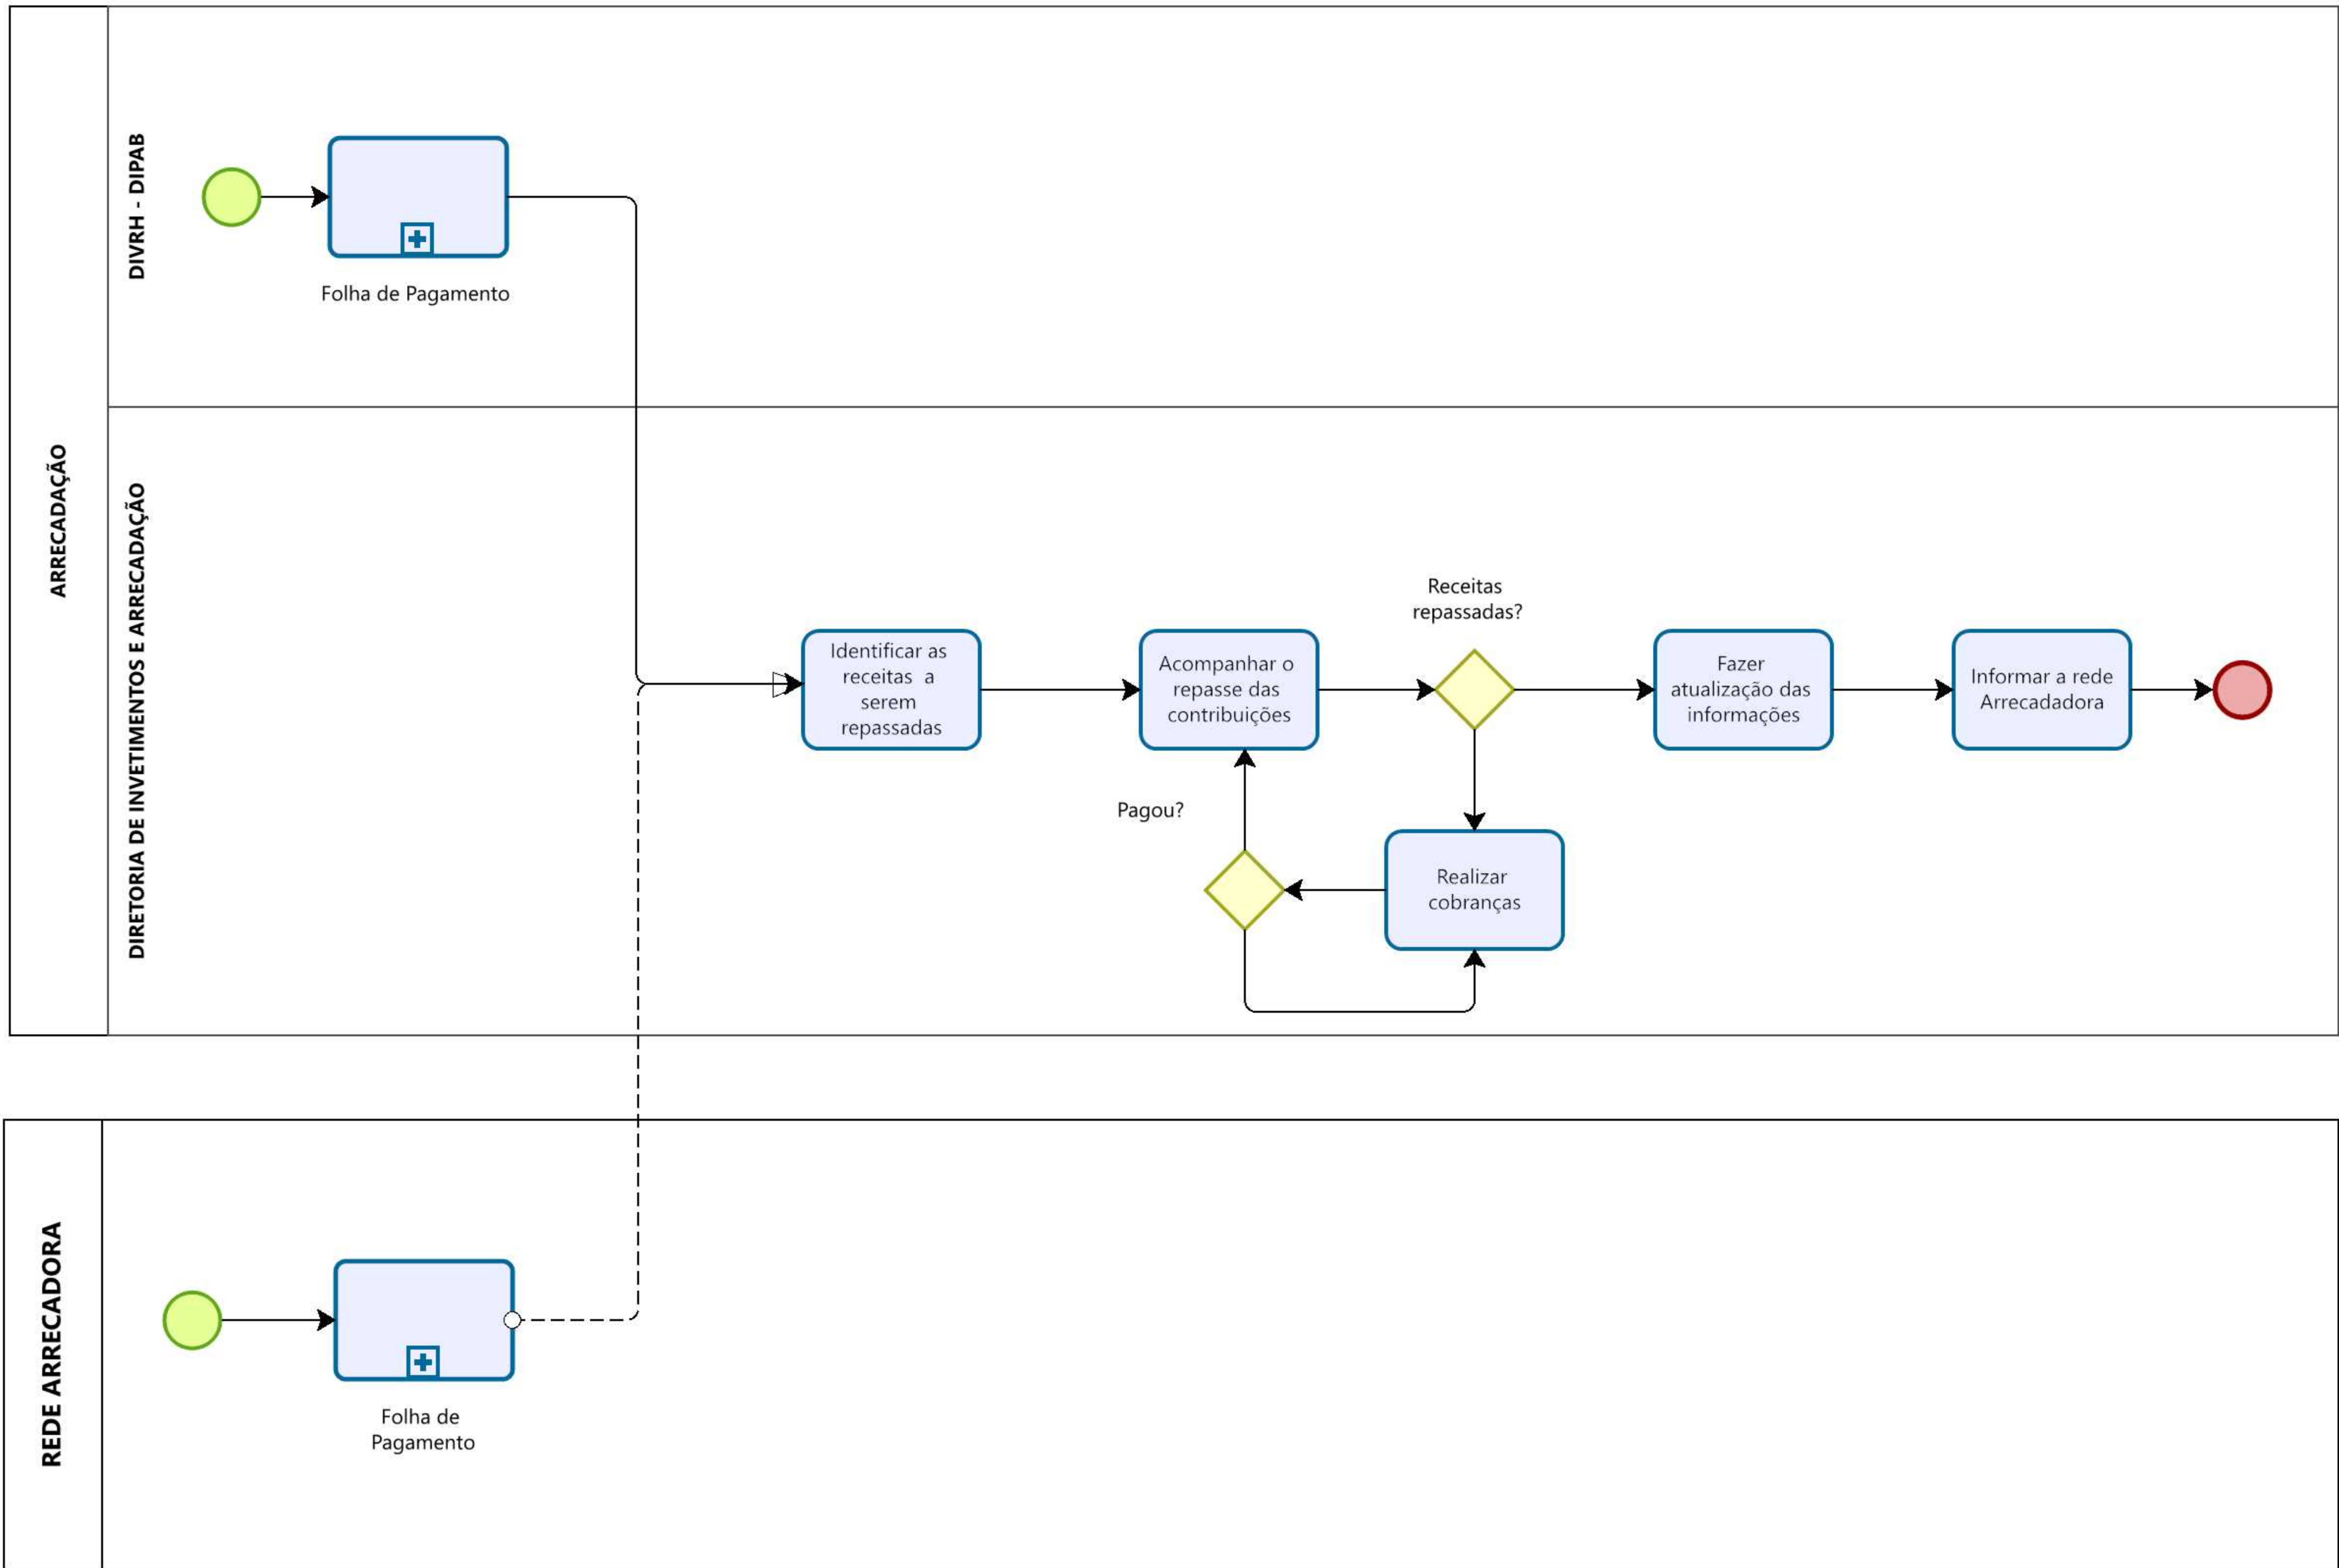 ARRECADAÇÃO
DIVRH - DIPAB
Folha de Pagamento
DIRETORIA DE INVETIMENTOS E ARRECADAÇÃO
Identificar as
receitas a
serem
repassadas
Acompanhar o
repasse das
contribuições
Receitas
repassadas?
Fazer
atualização das
informações
Informar a rede
Arrecadadora
Pagou?
Realizar
cobranças
REDE ARRECADORA
Folha de
Pagamento